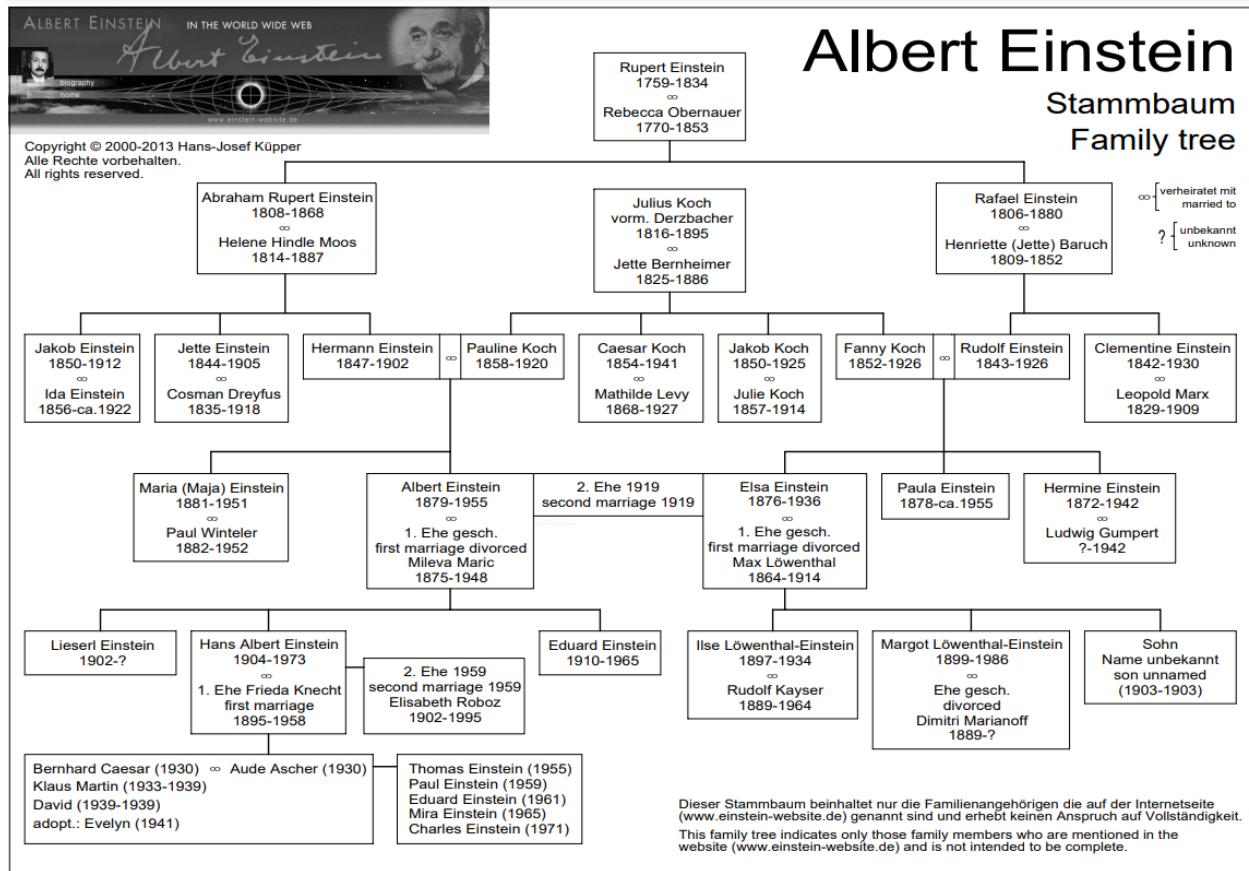 ALBERT EINSTEIN IN THE WORLD WIDE WEB
Albert Einstein
biography
home
www.einstein-website.de
Copyright © 2000-2013 Hans-Josef Küpper
Alle Rechte vorbehalten.
All rights reserved.
Albert Einstein
Stammbaum
Family tree
∞ verheiratet mit
married to
? unbekannt
unknown
Rupert Einstein
1759-1834
∞
Rebecca Obernauer
1770-1853
Abraham Rupert Einstein
1808-1868
∞
Helene Hindle Moos
1814-1887
Julius Koch
vorm. Derzbacher
1816-1895
∞
Jette Bernheimer
1825-1886
Rafael Einstein
1806-1880
∞
Henriette (Jette) Baruch
1809-1852
Jakob Einstein
1850-1912
∞
Ida Einstein
1856-ca.1922
Jette Einstein
1844-1905
∞
Cosman Dreyfus
1835-1918
Hermann Einstein
1847-1902
∞
Pauline Koch
1858-1920
Caesar Koch
1854-1941
∞
Mathilde Levy
1868-1927
Jakob Koch
1850-1925
∞
Julie Koch
1857-1914
Fanny Koch
1852-1926
∞
Rudolf Einstein
1843-1926
Clementine Einstein
1842-1930
∞
Leopold Marx
1829-1909
Maria (Maja) Einstein
1881-1951
∞
Paul Winteler
1882-1952
Albert Einstein
1879-1955
∞
1. Ehe gesch.
first marriage divorced
Mileva Maric
1875-1948
2. Ehe 1919
second marriage 1919
Elsa Einstein
1876-1936
∞
1. Ehe gesch.
first marriage divorced
Max Löwenthal
1864-1914
Paula Einstein
1878-ca.1955
Hermine Einstein
1872-1942
∞
Ludwig Gumpert
?-1942
Lieserl Einstein
1902-?
Hans Albert Einstein
1904-1973
∞
1. Ehe Frieda Knecht
first marriage
1895-1958
2. Ehe 1959
second marriage 1959
Elisabeth Roboz
1902-1995
Eduard Einstein
1910-1965
Ilse Löwenthal-Einstein
1897-1934
∞
Rudolf Kayser
1889-1964
Margot Löwenthal-Einstein
1899-1986
∞
Ehe gesch.
divorced
Dimitri Marianoff
1889-?
Sohn
Name unbekannt
son unnamed
(1903-1903)
Bernhard Caesar (1930) ∞ Aude Ascher (1930)
Klaus Martin (1933-1939)
David (1939-1939)
adopt.: Evelyn (1941)
Thomas Einstein (1955)
Paul Einstein (1959)
Eduard Einstein (1961)
Mira Einstein (1965)
Charles Einstein (1971)
Dieser Stammbaum beinhaltet nur die Familienangehörigen die auf der Internetseite
(www.einstein-website.de) genannt sind und erhebt keinen Anspruch auf Vollständigkeit.
This family tree indicates only those family members who are mentioned in the
website (www.einstein-website.de) and is not intended to be complete.